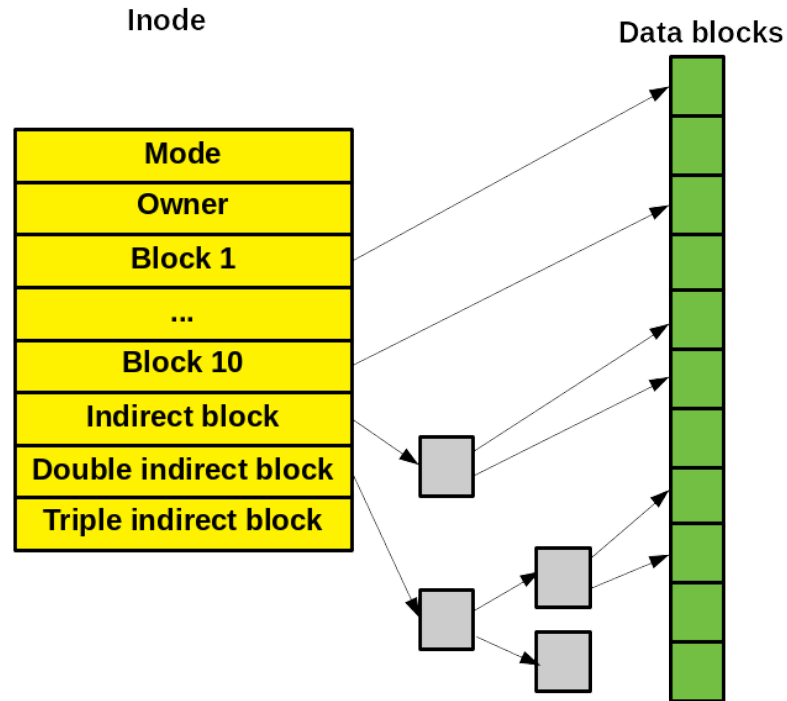 Inode
Data blocks
Mode
Owner
Block 1
...
Block 10
Indirect block
Double indirect block
Triple indirect block